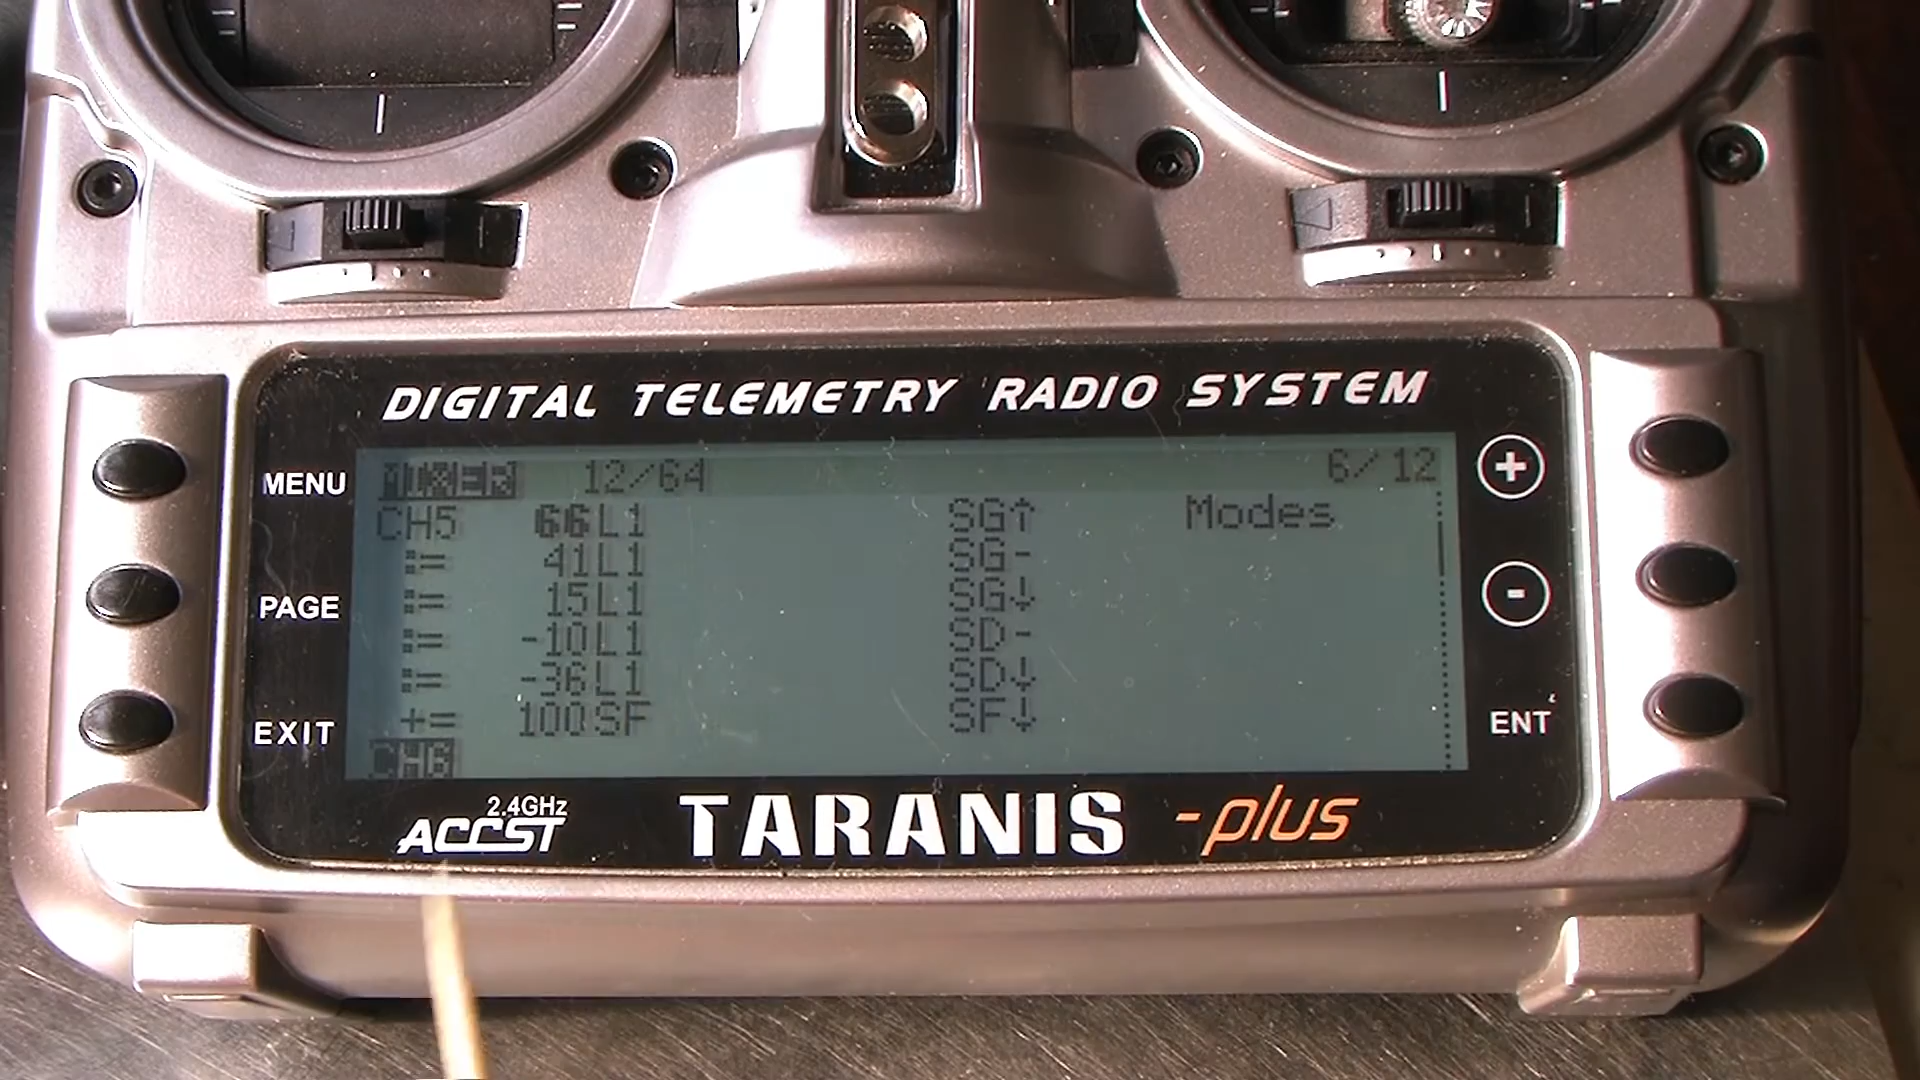 DIGITAL TELEMETRY RADIO SYSTEM
MIXER 12/64 6/12
CH5 66 L1 SG↑ Modes
:= 41 L1 SG-
:= 15 L1 SG↓
:= -10 L1 SD-
:= -36 L1 SD↓
+= 100 SF SF↓
CH6
MENU
PAGE
EXIT
+
-
ENT
2.4GHz
ACCST
TARANIS -plus